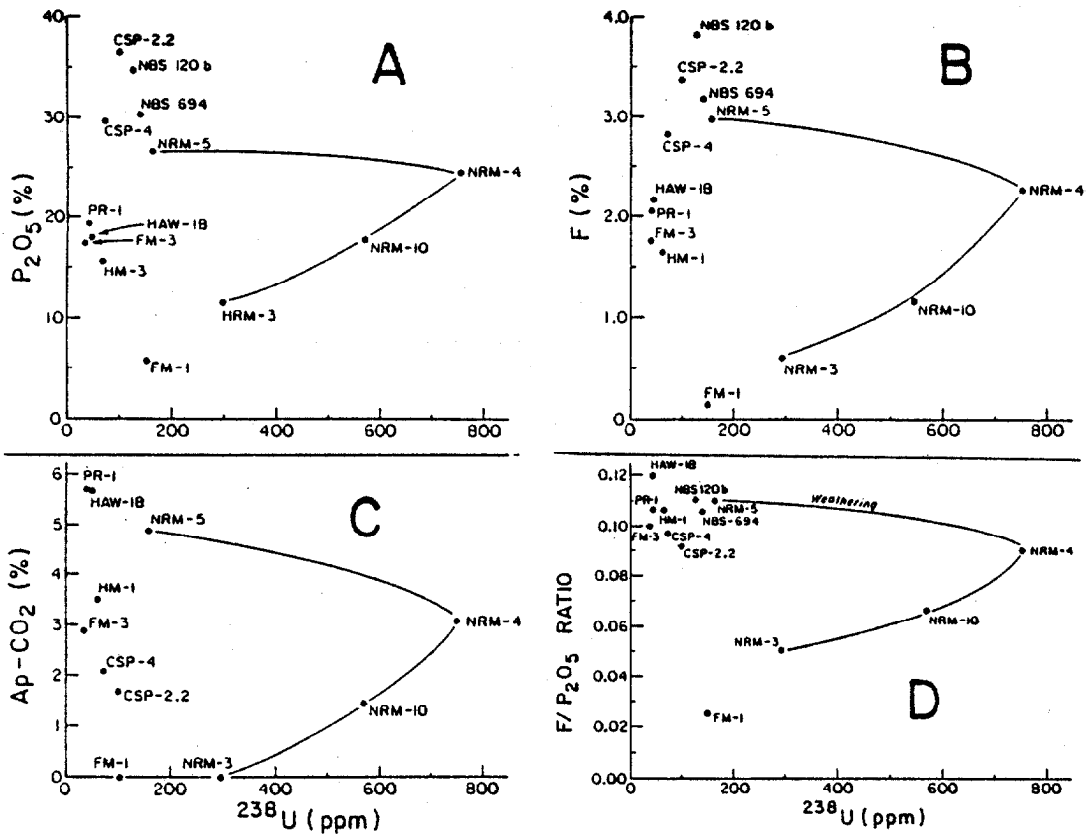 A
P2O5 (%)
40
30
20
10
0
CSP-2.2
NBS 120 b
NBS 694
CSP-4
NRM-5
NRM-4
PR-1
HAW-1B
FM-3
HM-3
NRM-10
HRM-3
FM-1
0 200 400 600 800
B
F (%)
4.0
3.0
2.0
1.0
0
NBS 120 b
CSP-2.2
NBS 694
NRM-5
CSP-4
NRM-4
HAW-1B
PR-1
FM-3
HM-1
NRM-10
NRM-3
FM-1
0 200 400 600 800
C
Ap-CO2 (%)
6
5
4
3
2
1
0
PR-1
HAW-1B
NRM-5
HM-1
FM-3
NRM-4
CSP-4
CSP-2.2
NRM-10
FM-1
NRM-3
0 200 400 600 800
238U (ppm)
D
F/P2O5 RATIO
0.12
0.10
0.08
0.06
0.04
0.02
0.00
HAW-1B
NBS120b
Weathering
PR-1
HM-1
NRM-5
NBS-694
FM-3
CSP-4
CSP-2.2
NRM-4
NRM-3
NRM-10
FM-1
0 200 400 600 800
238U (ppm)